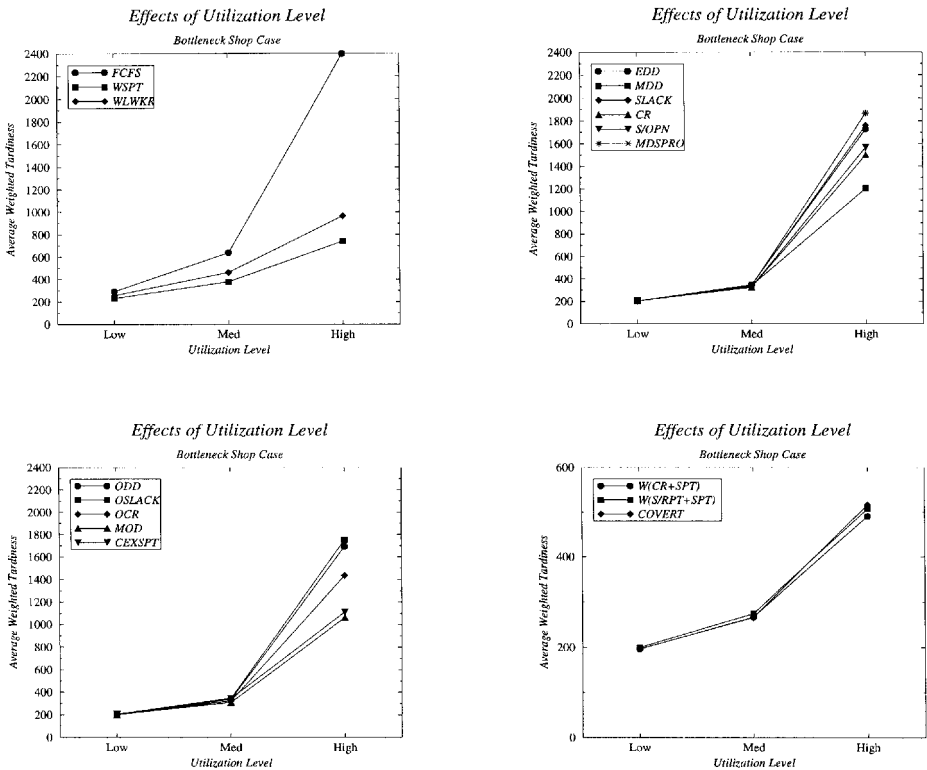 Effects of Utilization Level
Bottleneck Shop Case
2400
2200
2000
1800
1600
1400
1200
1000
800
600
400
200
0
FCFS
WSPT
WLWKR
Average Weighted Tardiness
Low Med High
Utilization Level
Effects of Utilization Level
Bottleneck Shop Case
2400
2200
2000
1800
1600
1400
1200
1000
800
600
400
200
0
EDD
MDD
SLACK
CR
S/OPN
MDSPRO
Average Weighted Tardiness
Low Med High
Utilization Level
Effects of Utilization Level
Bottleneck Shop Case
2400
2200
2000
1800
1600
1400
1200
1000
800
600
400
200
0
ODD
OSLACK
OCR
MOD
CEXSPT
Average Weighted Tardiness
Low Med High
Utilization Level
Effects of Utilization Level
Bottleneck Shop Case
600
400
200
0
W(CR+SPT)
W(S/RPT+SPT)
COVERT
Average Weighted Tardiness
Low Med High
Utilization Level